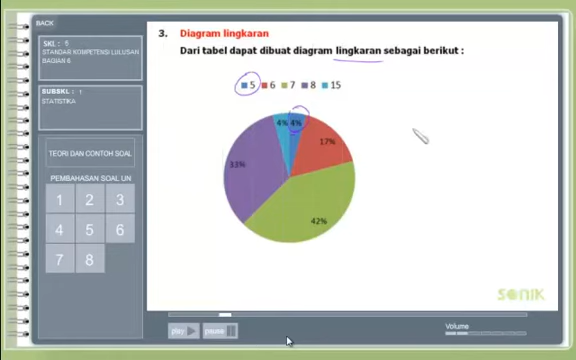 BACK
SKL : 5
STANDAR KOMPETENSI LULUSAN
BAGIAN 6
SUBSKL : 1
STATISTIKA
TEORI DAN CONTOH SOAL
PEMBAHASAN SOAL UN
1 2 3
4 5 6
7 8
3. Diagram lingkaran
Dari tabel dapat dibuat diagram lingkaran sebagai berikut :
5 6 7 8 15
4% 4%
17%
33%
42%
SONIK
play pause
Volume